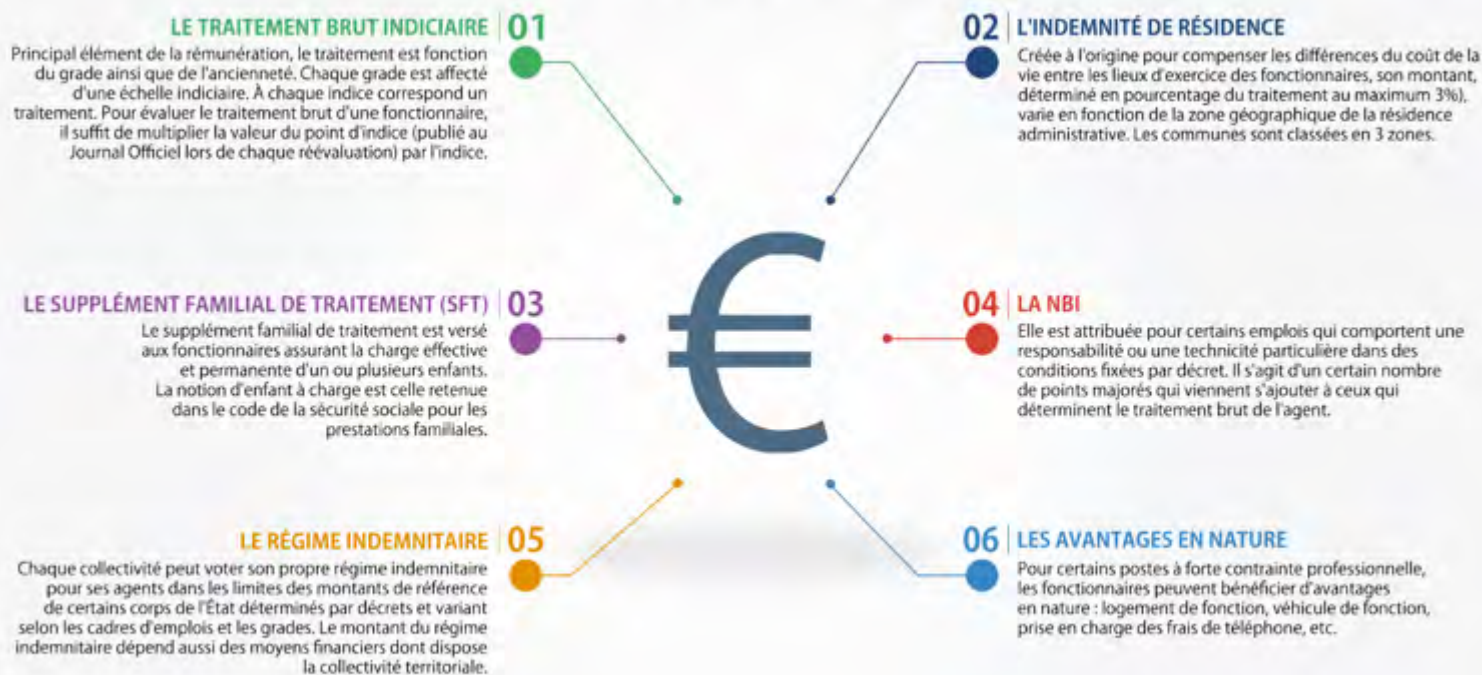 LE TRAITEMENT BRUT INDICIAIRE | 01
Principal élément de la rémunération, le traitement est fonction
du grade ainsi que de l'ancienneté. Chaque grade est affecté
d'une échelle indiciaire. À chaque indice correspond un
traitement. Pour évaluer le traitement brut d'une fonctionnaire,
il suffit de multiplier la valeur du point d'indice (publié au
Journal Officiel lors de chaque réévaluation) par l'indice.
02 | L'INDEMNITÉ DE RÉSIDENCE
Créée à l'origine pour compenser les différences du coût de la
vie entre les lieux d'exercice des fonctionnaires, son montant,
déterminé en pourcentage du traitement au maximum 3%),
varie en fonction de la zone géographique de la résidence
administrative. Les communes sont classées en 3 zones.
LE SUPPLÉMENT FAMILIAL DE TRAITEMENT (SFT) | 03
Le supplément familial de traitement est versé
aux fonctionnaires assurant la charge effective
et permanente d'un ou plusieurs enfants.
La notion d'enfant à charge est celle retenue
dans le code de la sécurité sociale pour les
prestations familiales.
€
04 | LA NBI
Elle est attribuée pour certains emplois qui comportent une
responsabilité ou une technicité particulière dans des
conditions fixées par décret. Il s'agit d'un certain nombre
de points majorés qui viennent s'ajouter à ceux qui
déterminent le traitement brut de l'agent.
LE RÉGIME INDEMNITAIRE | 05
Chaque collectivité peut voter son propre régime indemnitaire
pour ses agents dans les limites des montants de référence
de certains corps de l'État déterminés par décrets et variant
selon les cadres d'emplois et les grades. Le montant du régime
indemnitaire dépend aussi des moyens financiers dont dispose
la collectivité territoriale.
06 | LES AVANTAGES EN NATURE
Pour certains postes à forte contrainte professionnelle,
les fonctionnaires peuvent bénéficier d'avantages
en nature : logement de fonction, véhicule de fonction,
prise en charge des frais de téléphone, etc.